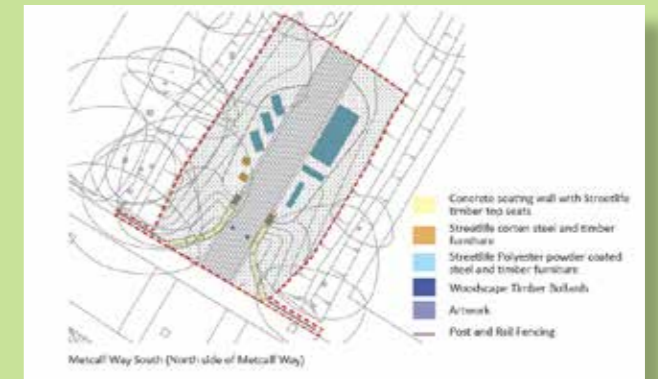 Concrete seating wall with Streetlife
timber top seats
Streetlife corten steel and timber
furniture
Streetlife Polyester powder coated
steel and timber furniture
Woodscape Timber Bollards
Artwork
Post and Rail Fencing
Metcalf Way South (North side of Metcalf Way)